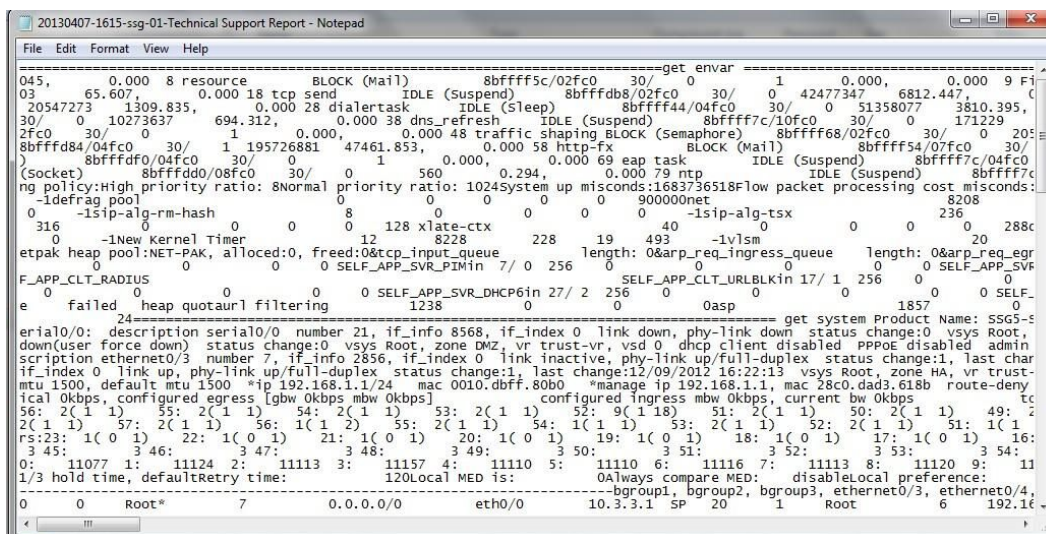 20130407-1615-ssg-01-Technical Support Report - Notepad
File Edit Format View Help
==========================================================================get envar ===================================
045, 0.000 8 resource BLOCK (Mail) 8bffff5c/02fc0 30/ 0 1 0.000, 0.000 9 Fi
03 65.607, 0.000 18 tcp send IDLE (Suspend) 8bfffdb8/02fc0 30/ 0 42477347 6812.447, 0
20547273 1309.835, 0.000 28 dialertask IDLE (Sleep) 8bffff44/04fc0 30/ 0 51358077 3810.395,
30/ 0 10273637 694.312, 0.000 38 dns_refresh IDLE (Suspend) 8bffff7c/10fc0 30/ 0 171229
2fc0 30/ 0 1 0.000, 0.000 48 traffic shaping BLOCK (Semaphore) 8bffff68/02fc0 30/ 0 205
8bfffd84/04fc0 30/ 1 195726881 47461.853, 0.000 58 http-fx BLOCK (Mail) 8bffff54/07fc0 30/
) 8bfffdf0/04fc0 30/ 0 1 0.000, 0.000 69 eap task IDLE (Suspend) 8bffff7c/04fc0
(Socket) 8bfffdd0/08fc0 30/ 0 560 0.294, 0.000 79 ntp IDLE (Suspend) 8bffff7c
ng policy:High priority ratio: 8Normal priority ratio: 1024System up misconds:1683736518Flow packet processing cost misconds:
-1defrag pool 0 0 0 0 0 900000net 8208
0 -1sip-alg-rm-hash 8 0 0 0 0 -1sip-alg-tsx 236
316 0 0 0 128 xlate-ctx 40 0 0 0 288c
0 -1New Kernel Timer 12 8228 228 19 493 -1vlsm 20
etpak heap pool:NET-PAK, alloced:0, freed:0&tcp_input_queue length: 0&arp_req_ingress_queue length: 0&arp_req_egr
0 0 0 0 SELF_APP_SVR_PIMin 7/ 0 256 0 0 0 0 SELF_APP_SVR
F_APP_CLT_RADIUS SELF_APP_CLT_URLBLKin 17/ 1 256 0 0
0 0 0 0 SELF_APP_SVR_DHCP6in 27/ 2 256 0 0 0 0 SELF_
e failed heap quotaurl filtering 1238 0 0 0asp 1857 0
24========================================================================================== get system Product Name: SSG5-S
erial0/0: description serial0/0 number 21, if_info 8568, if_index 0 link down, phy-link down status change:0 vsys Root,
down(user force down) status change:0 vsys Root, zone DMZ, vr trust-vr, vsd 0 dhcp client disabled PPPoE disabled admin
scription ethernet0/3 number 7, if_info 2856, if_index 0 link inactive, phy-link up/full-duplex status change:1, last chan
if_index 0 link up, phy-link up/full-duplex status change:1, last change:12/09/2012 16:22:13 vsys Root, zone HA, vr trust-
mtu 1500, default mtu 1500 *ip 192.168.1.1/24 mac 0010.dbff.80b0 *manage ip 192.168.1.1, mac 28c0.dad3.618b route-deny
ical 0kbps, configured egress [gbw 0kbps mbw 0kbps] configured ingress mbw 0kbps, current bw 0kbps to
56: 2( 1 1) 55: 2( 1 1) 54: 2( 1 1) 53: 2( 1 1) 52: 9( 1 18) 51: 2( 1 1) 50: 2( 1 1) 49: 2
2( 1 1) 57: 2( 1 1) 56: 1( 1 2) 55: 2( 1 1) 54: 1( 1 1) 53: 2( 1 1) 52: 2( 1 1) 51: 1( 1
rs:23: 1( 0 1) 22: 1( 0 1) 21: 1( 0 1) 20: 1( 0 1) 19: 1( 0 1) 18: 1( 0 1) 17: 1( 0 1) 16:
3 45: 3 46: 3 47: 3 48: 3 49: 3 50: 3 51: 3 52: 3 53: 3 54:
0: 11077 1: 11124 2: 11113 3: 11157 4: 11110 5: 11110 6: 11116 7: 11113 8: 11120 9: 11
1/3 hold time, defaultRetry time: 120Local MED is: 0Always compare MED: disableLocal preference:
--------------------------------------------------------------------bgroup1, bgroup2, bgroup3, ethernet0/3, ethernet0/4,
0 0 Root* 7 0.0.0.0/0 eth0/0 10.3.3.1 SP 20 1 Root 6 192.16